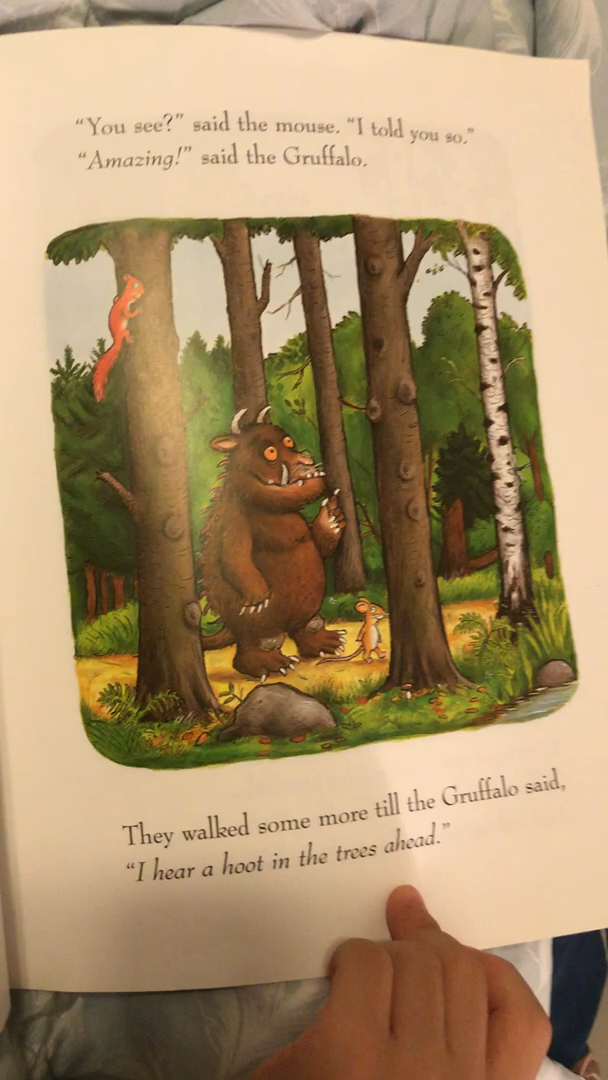 “You see?” said the mouse. “I told you so.”
“Amazing!” said the Gruffalo.
They walked some more till the Gruffalo said,
“I hear a hoot in the trees ahead.”